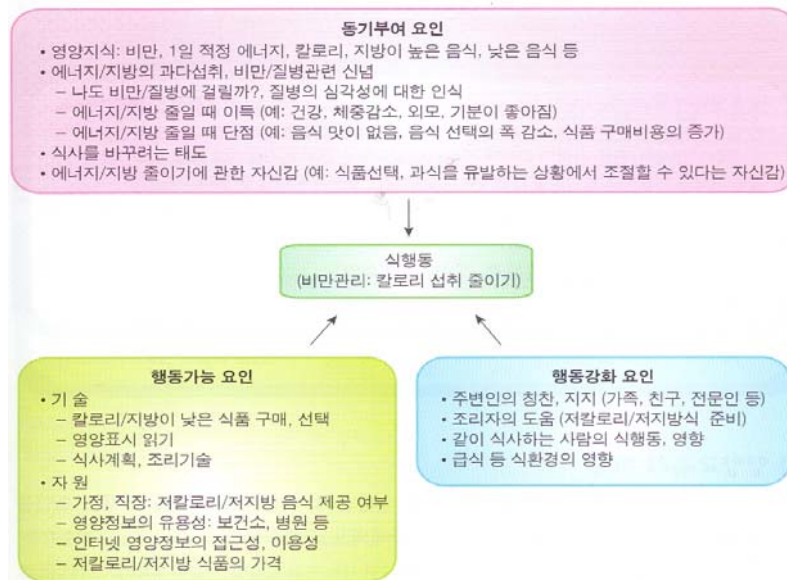 동기부여 요인
• 영양지식: 비만, 1일 적정 에너지, 칼로리, 지방이 높은 음식, 낮은 음식 등
• 에너지/지방의 과다섭취, 비만/질병관련 신념
– 나도 비만/질병에 걸릴까?, 질병의 심각성에 대한 인식
– 에너지/지방 줄일 때 이득 (예: 건강, 체중감소, 외모, 기분이 좋아짐)
– 에너지/지방 줄일 때 단점 (예: 음식 맛이 없음, 음식 선택의 폭 감소, 식품 구매비용의 증가)
• 식사를 바꾸려는 태도
• 에너지/지방 줄이기에 관한 자신감 (예: 식품선택, 과식을 유발하는 상황에서 조절할 수 있다는 자신감)
식행동
(비만관리: 칼로리 섭취 줄이기)
행동가능 요인
• 기 술
– 칼로리/지방이 낮은 식품 구매, 선택
– 영양표시 읽기
– 식사계획, 조리기술
• 자 원
– 가정, 직장: 저칼로리/저지방 음식 제공 여부
– 영양정보의 유용성: 보건소, 병원 등
– 인터넷 영양정보의 접근성, 이용성
– 저칼로리/저지방 식품의 가격
행동강화 요인
• 주변인의 칭찬, 지지 (가족, 친구, 전문인 등)
• 조리자의 도움 (저칼로리/저지방식 준비)
• 같이 식사하는 사람의 식행동, 영향
• 급식 등 식환경의 영향